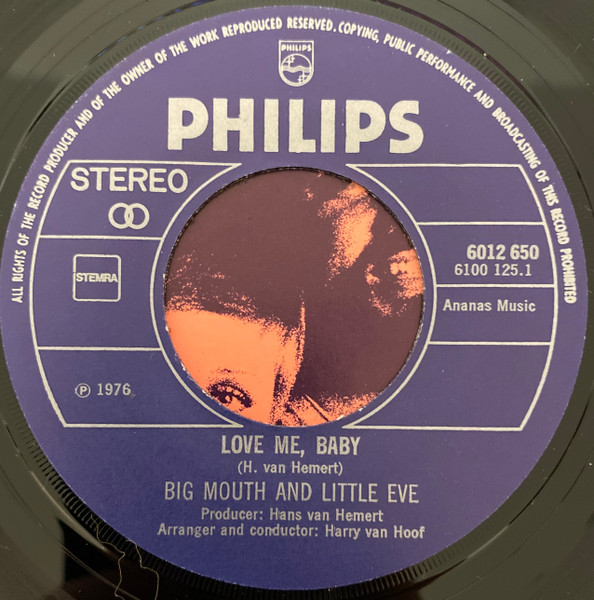 ALL RIGHTS OF THE RECORD PRODUCER AND OF THE OWNER OF THE WORK REPRODUCED RESERVED. COPYING, PUBLIC PERFORMANCE AND BROADCASTING OF THIS RECORD PROHIBITED
PHILIPS
PHILIPS
STEREO
6012 650
6100 125.1
STEMRA
Ananas Music
℗ 1976
LOVE ME, BABY
(H. van Hemert)
BIG MOUTH AND LITTLE EVE
Producer: Hans van Hemert
Arranger and conductor: Harry van Hoof